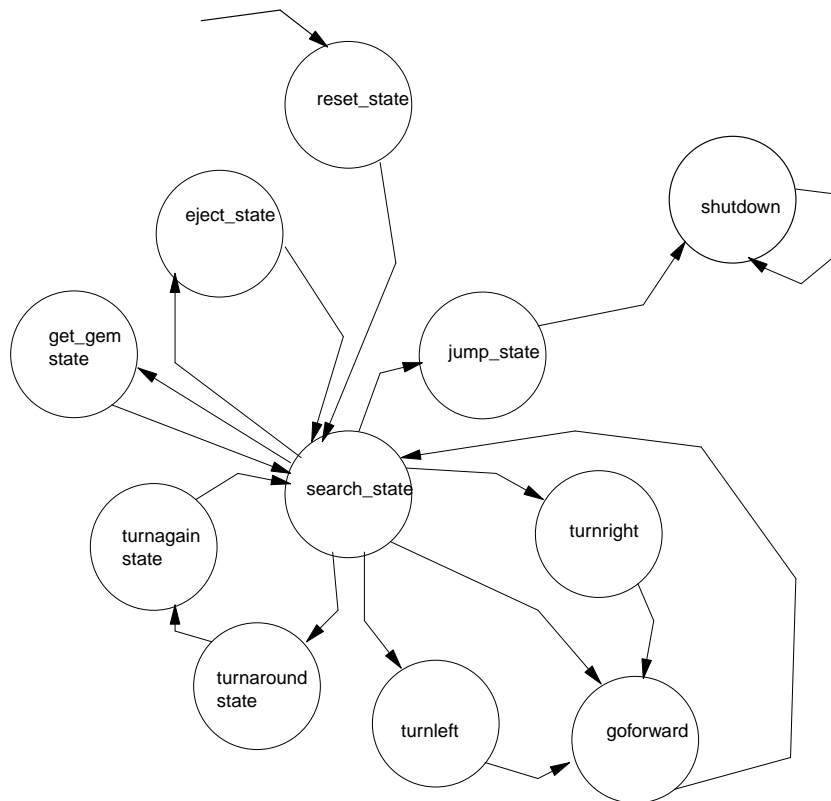 reset_state
eject_state
shutdown
get_gem
state
jump_state
search_state
turnagain
state
turnright
turnaround
state
turnleft
goforward